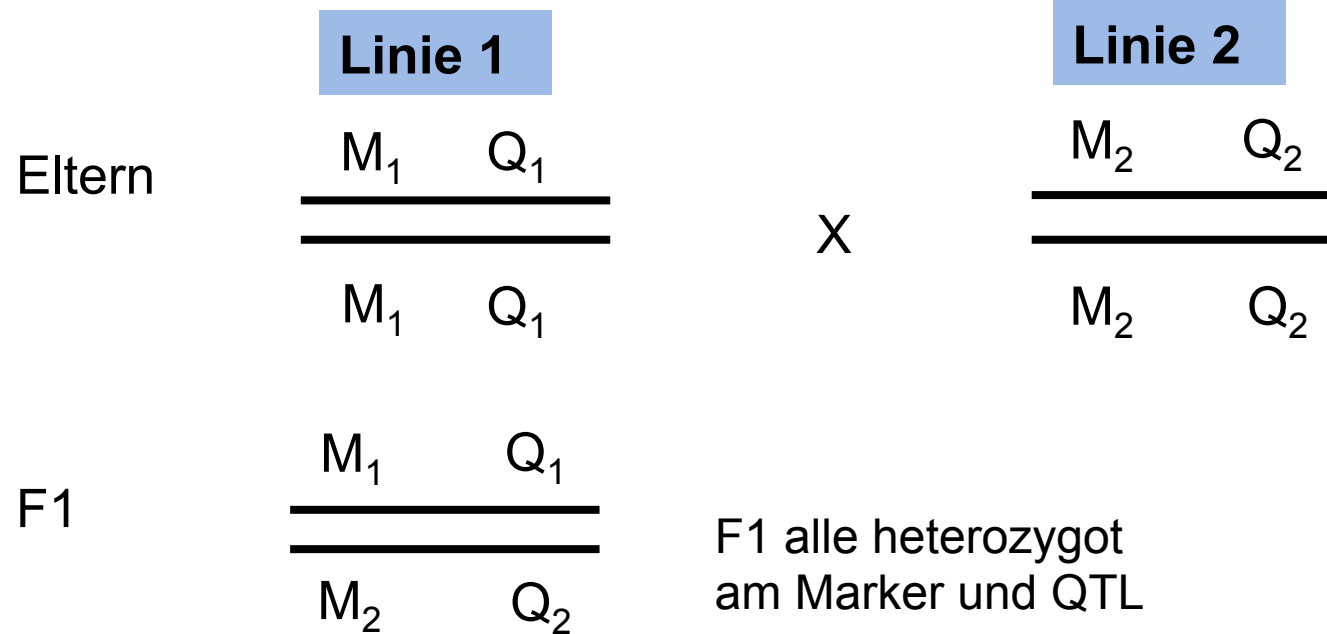 Linie 1
Linie 2
Eltern
M₁ Q₁
M₂ Q₂
X
M₁ Q₁
M₂ Q₂
F1
M₁ Q₁
M₂ Q₂
F1 alle heterozygot
am Marker und QTL